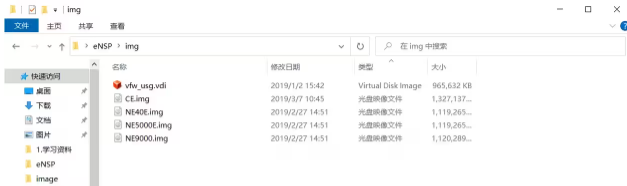 img
文件 主页 共享 查看
eNSP > img
在 img 中搜索
名称 修改日期 类型 大小
快速访问
vfw_usg.vdi 2019/1/2 15:42 Virtual Disk Image 965,632 KB
桌面
CE.img 2019/3/7 10:45 光盘映像文件 1,327,137...
下载
NE40E.img 2019/2/27 14:51 光盘映像文件 1,119,265...
文档
NE5000E.img 2019/2/27 14:51 光盘映像文件 1,119,265...
图片
NE9000.img 2019/2/27 14:51 光盘映像文件 1,120,289...
1.学习资料
eNSP
image